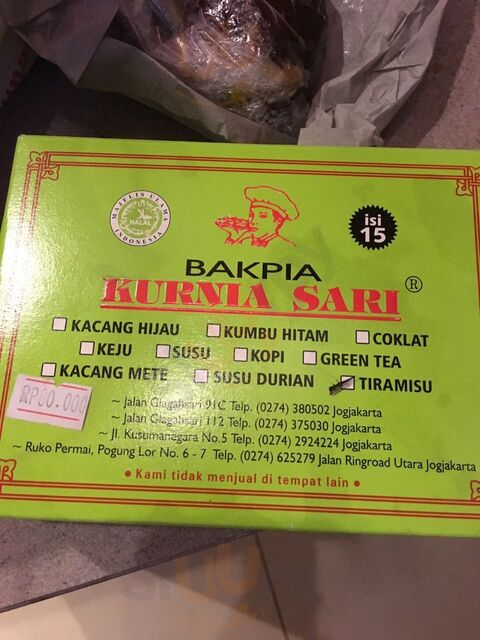 MAJELIS ULAMA
HALAL
INDONESIA
isi
15
BAKPIA
KURNIA SARI ®
KACANG HIJAU KUMBU HITAM COKLAT
KEJU SUSU KOPI GREEN TEA
KACANG METE SUSU DURIAN TIRAMISU
~ Jalan Glagahsari 91C Telp. (0274) 380502 Jogjakarta
~ Jalan Glagahsari 112 Telp. (0274) 375030 Jogjakarta
~ Jl. Kusumanegara No.5 Telp. (0274) 2924224 Jogjakarta
~ Ruko Permai, Pogung Lor No. 6 - 7 Telp. (0274) 625279 Jalan Ringroad Utara Jogjakarta
• Kami tidak menjual di tempat lain •